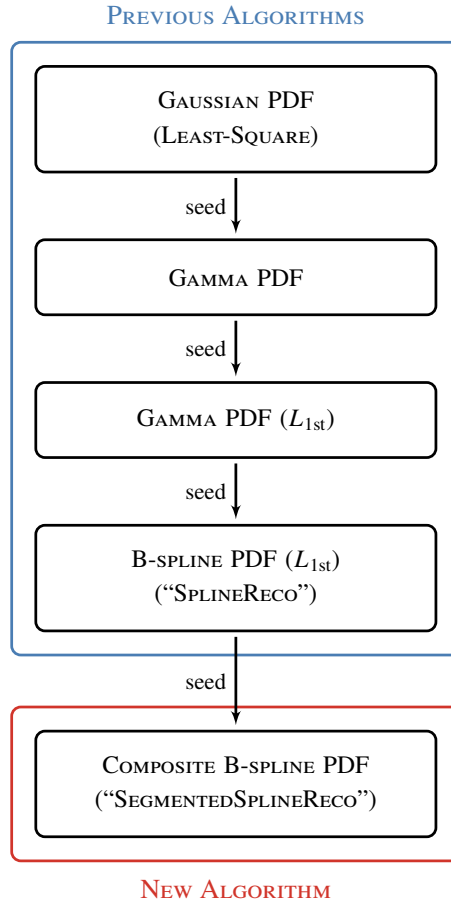 Previous Algorithms
Gaussian PDF
(Least-Square)
seed
Gamma PDF
seed
Gamma PDF (L1st)
seed
B-spline PDF (L1st)
(“SplineReco”)
seed
Composite B-spline PDF
(“SegmentedSplineReco”)
New Algorithm